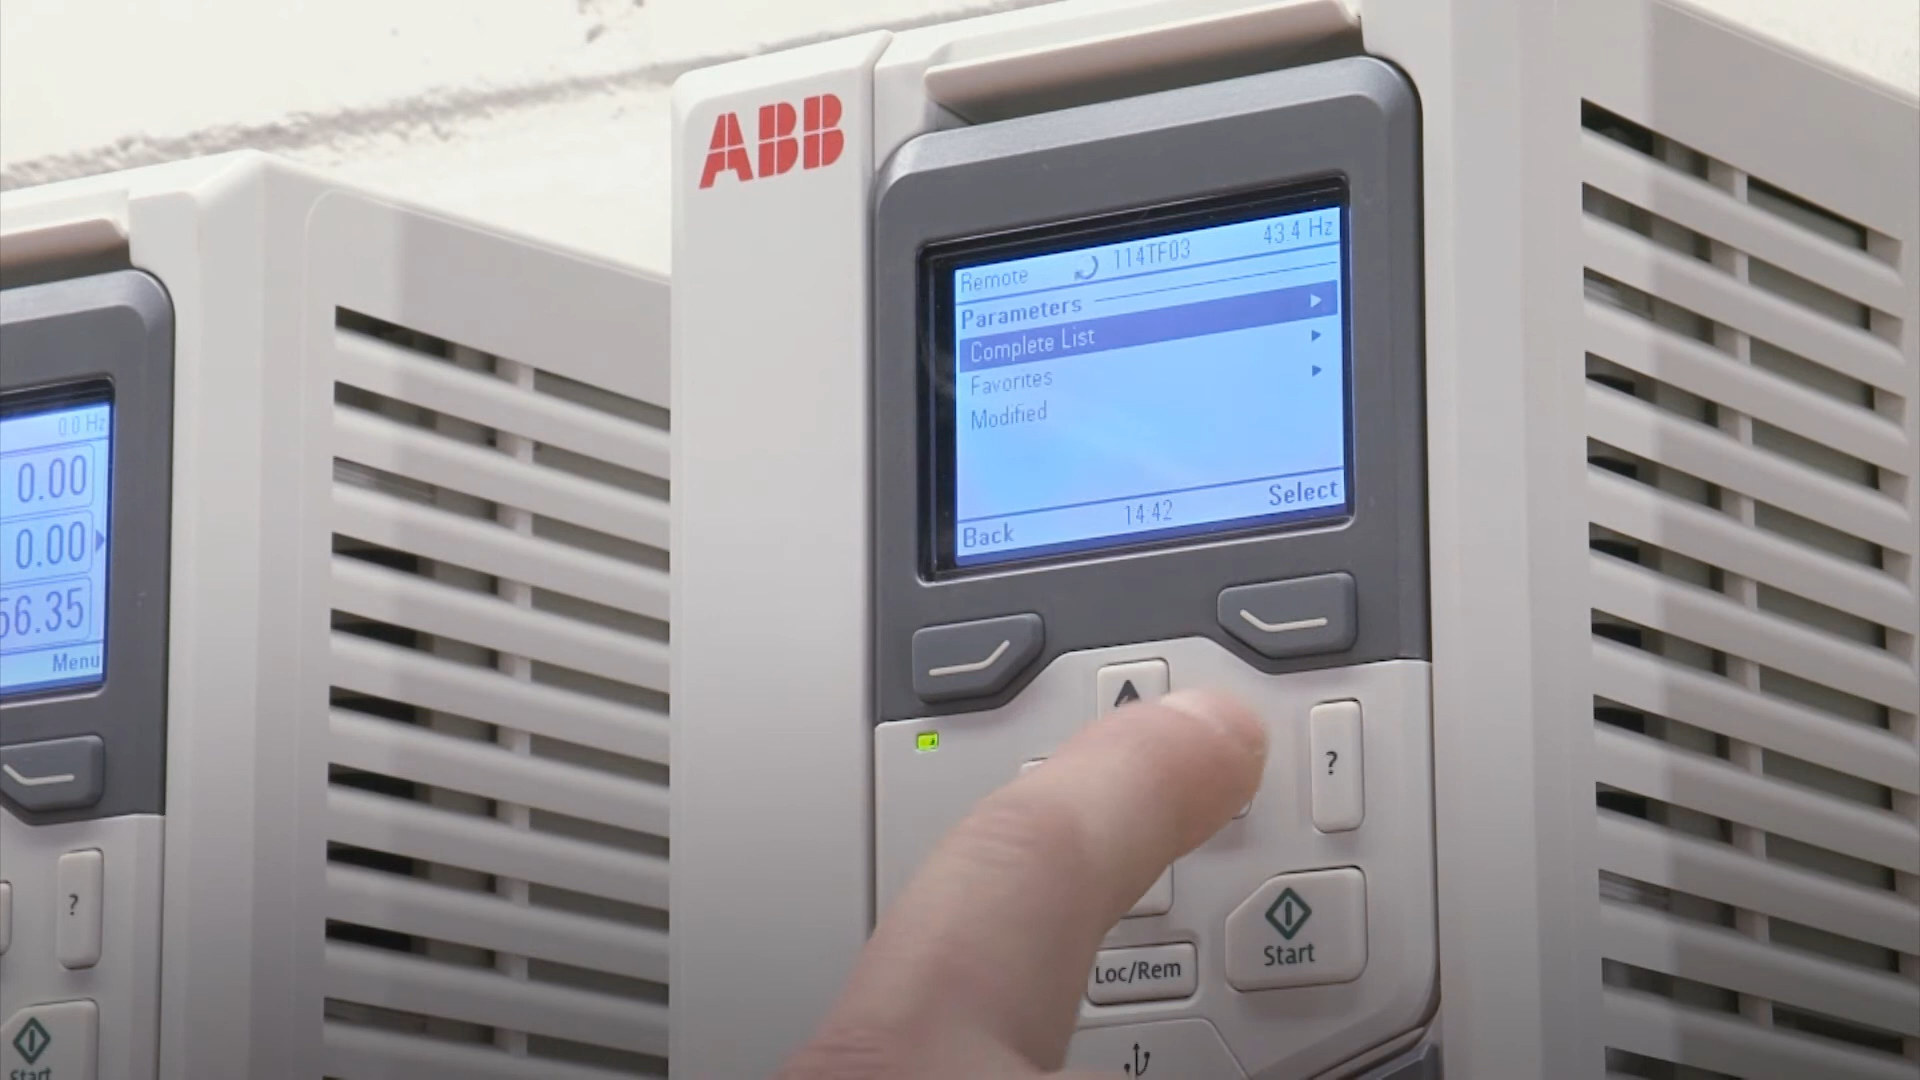 ABB
Remote 114TF03 43.4 Hz
Parameters
Complete List
Favorites
Modified
Back 14:42 Select
?
Start
Loc/Rem
0.0 Hz
0.00
0.00
56.35
Menu
?
Start